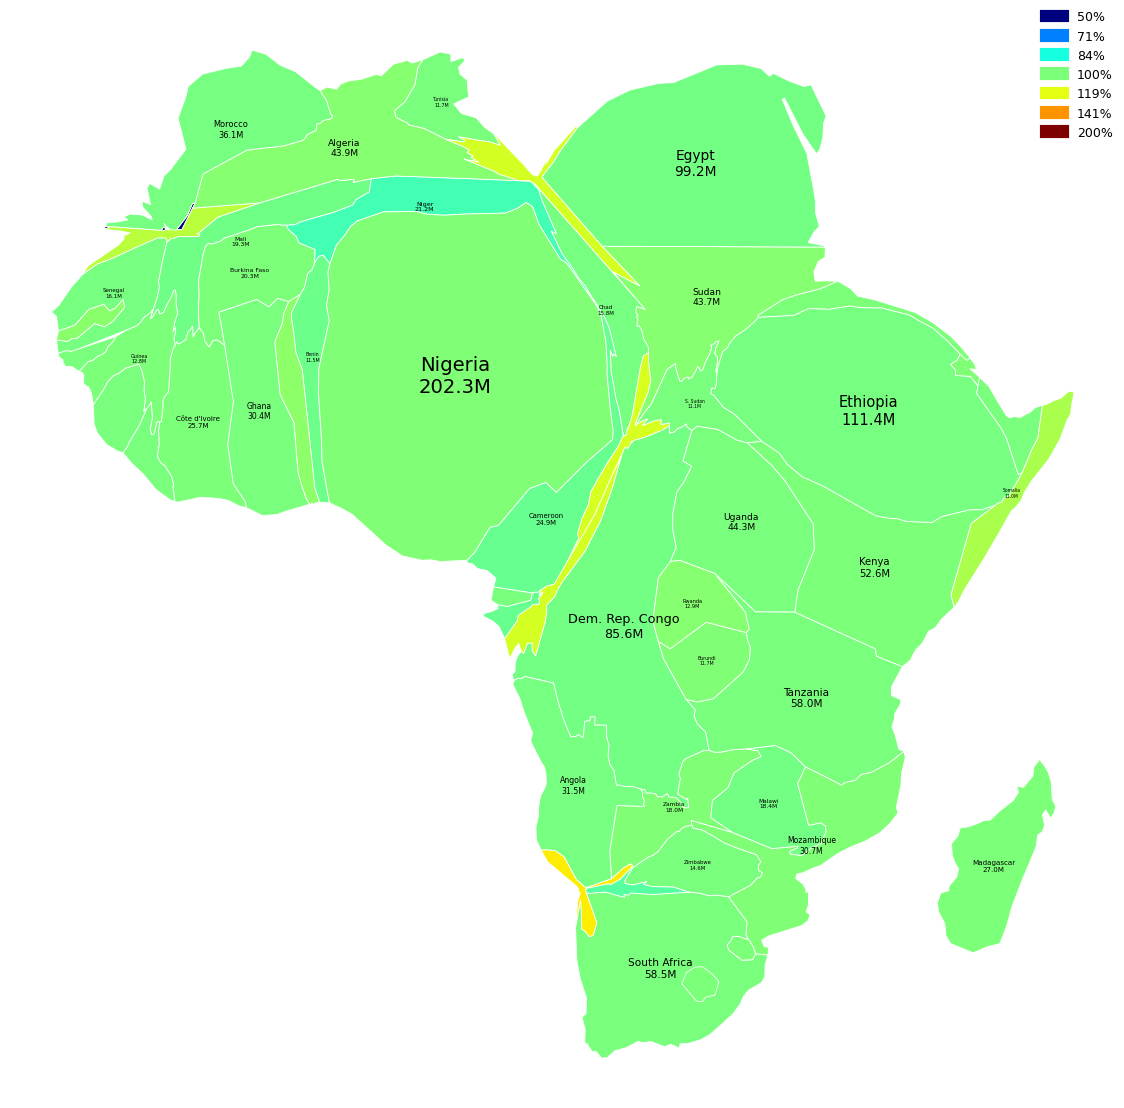 50%
71%
84%
100%
119%
141%
200%
Morocco
36.1M
Algeria
43.9M
Tunisia
11.7M
Egypt
99.2M
Niger
21.2M
Mali
19.3M
Burkina Faso
20.3M
Senegal
16.1M
Sudan
43.7M
Chad
15.8M
Guinea
12.8M
Benin
11.5M
Nigeria
202.3M
Côte d'Ivoire
25.7M
Ghana
30.4M
S. Sudan
11.1M
Ethiopia
111.4M
Somalia
11.0M
Cameroon
24.9M
Uganda
44.3M
Kenya
52.6M
Rwanda
12.9M
Dem. Rep. Congo
85.6M
Burundi
11.7M
Tanzania
58.0M
Angola
31.5M
Zambia
18.0M
Malawi
18.4M
Mozambique
30.7M
Zimbabwe
14.6M
Madagascar
27.0M
South Africa
58.5M